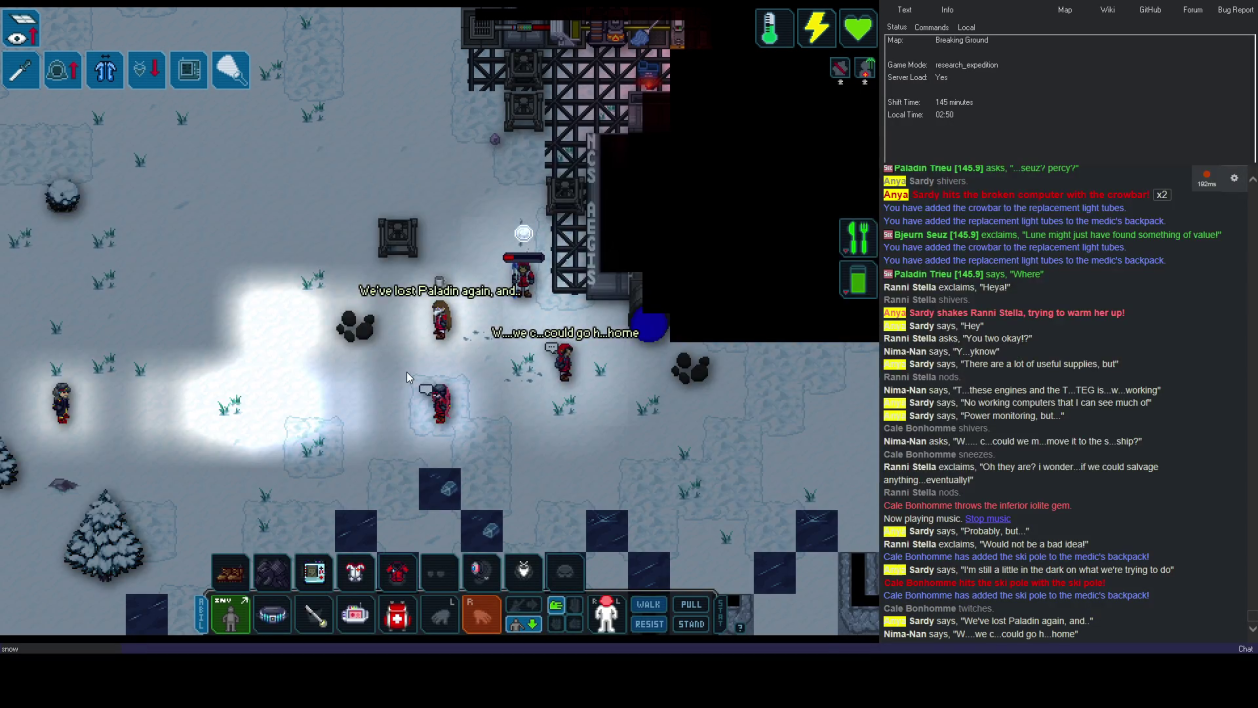 Text Info Map Wiki GitHub Forum Bug Report
Status Commands Local
Map: Breaking Ground
Game Mode: research_expedition
Server Load: Yes
Shift Time: 145 minutes
Local Time: 02:50
192ms
Paladin Trieu [145.9] asks, "...seuz? percy?"
Anya Sardy shivers.
Anya Sardy hits the broken computer with the crowbar! x2
You have added the crowbar to the replacement light tubes.
You have added the replacement light tubes to the medic's backpack.
Bjeurn Seuz [145.9] exclaims, "Lune might just have found something of value!"
You have added the crowbar to the replacement light tubes.
You have added the replacement light tubes to the medic's backpack.
Paladin Trieu [145.9] says, "Where"
Ranni Stella exclaims, "Heya!"
Ranni Stella shivers.
Anya Sardy shakes Ranni Stella, trying to warm her up!
Sardy says, "Hey"
Ranni Stella asks, "You two okay!?"
Nima-Nan says, "Y...yknow"
Sardy says, "There are a lot of useful supplies, but"
Ranni Stella nods.
Nima-Nan says, "T...these engines and the T...TEG is...w...working"
Sardy says, "No working computers that I can see much of"
Sardy says, "Power monitoring, but..."
Cale Bonhomme shivers.
Nima-Nan asks, "W..... c...could we m...move it to the s...ship?"
Cale Bonhomme sneezes.
Ranni Stella exclaims, "Oh they are? i wonder...if we could salvage
anything...eventually!"
Ranni Stella nods.
Cale Bonhomme throws the inferior iolite gem.
Now playing music. Stop music
Sardy says, "Probably, but..."
Ranni Stella exclaims, "Would not be a bad idea!"
Cale Bonhomme has added the ski pole to the medic's backpack!
Sardy says, "I'm still a little in the dark on what we're trying to do"
Cale Bonhomme hits the ski pole with the ski pole!
Cale Bonhomme has added the ski pole to the medic's backpack!
Cale Bonhomme twitches.
Sardy says, "We've lost Paladin again, and.."
Nima-Nan says, "W....we c...could go h...home"
We've lost Paladin again, and..
W....we c...could go h...home
NCS AEGIS
INV
L
R
WALK PULL
RESIST STAND
R L
?
snow
Chat